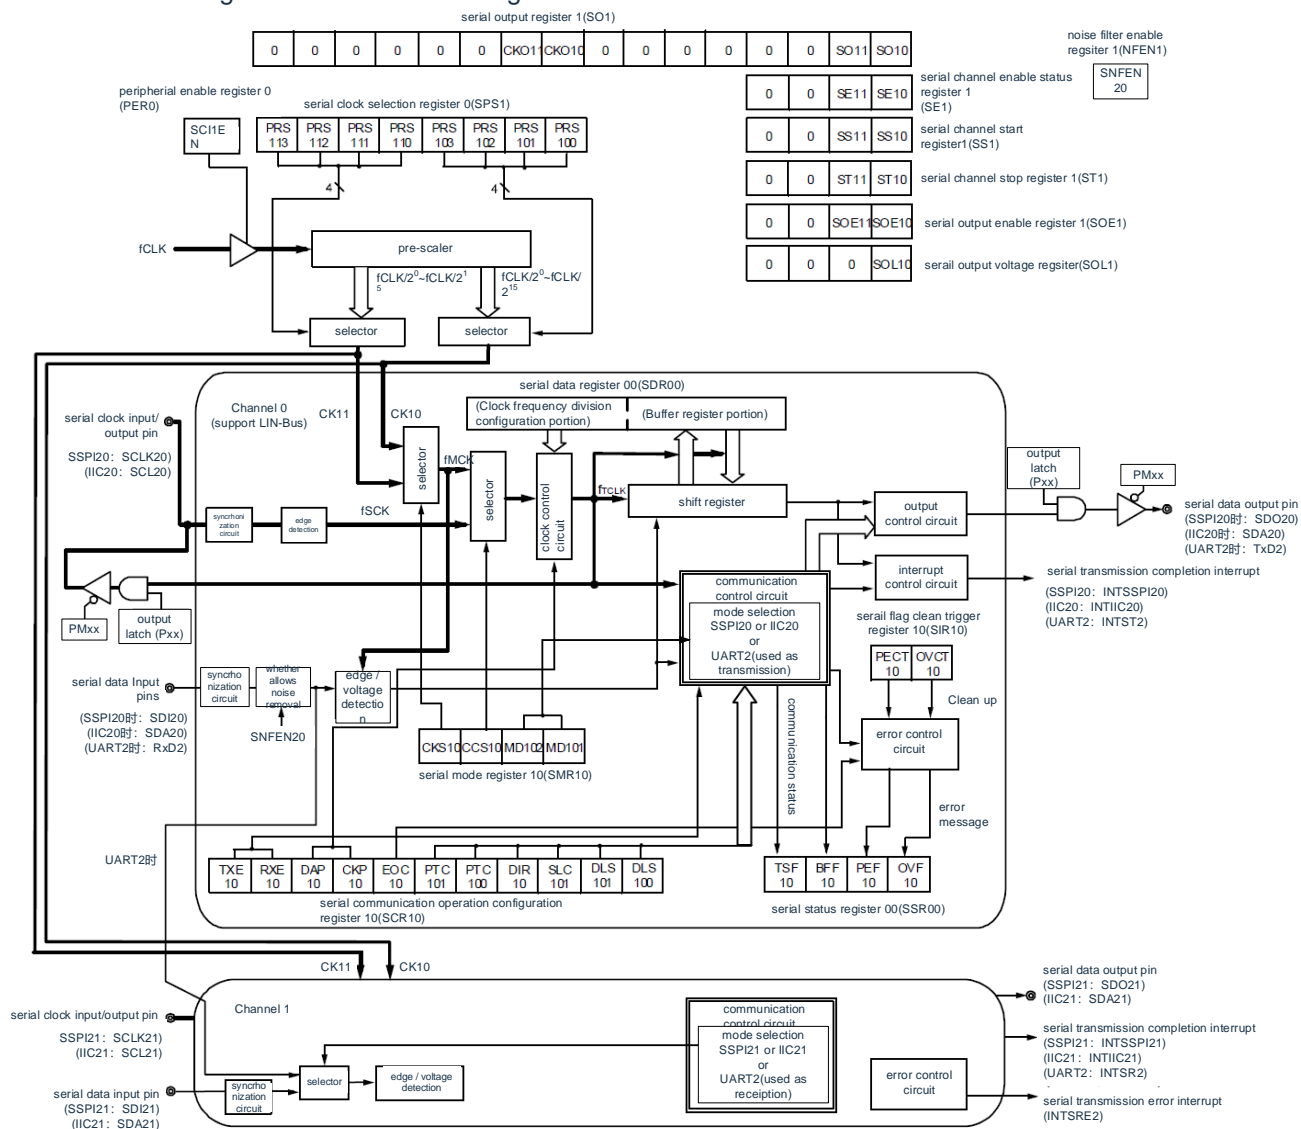 serial output register 1(SO1)
0 0 0 0 0 0 CKO11 CKO10 0 0 0 0 0 0 SO11 SO10
noise filter enable
regsiter 1(NFEN1)
SNFEN
20
0 0 SE11 SE10
serial channel enable status
register 1
(SE1)
0 0 SS11 SS10
serial channel start
register1(SS1)
0 0 ST11 ST10
serial channel stop register 1(ST1)
0 0 SOE11 SOE10
serial output enable register 1(SOE1)
0 0 0 SOL10
serail output voltage regsiter(SOL1)
peripherial enable register 0
(PER0)
SCI1E
N
serial clock selection register 0(SPS1)
PRS PRS PRS PRS PRS PRS PRS PRS
113 112 111 110 103 102 101 100
4
4
fCLK
pre-scaler
fCLK/2⁰~fCLK/2¹
5
fCLK/2⁰~fCLK/
2¹⁵
selector
selector
Channel 0
(support LIN-Bus)
CK11
CK10
serial data register 00(SDR00)
(Clock frequency division
configuration portion)
(Buffer register portion)
serial clock input/
output pin
SSPI20: SCLK20
(IIC20: SCL20)
selector
fMCK
selector
clock control
circuit
fTCLK
shift register
fSCK
syncrhoni
zation
circuit
edge
detection
output
control circuit
output
latch
(Pxx)
PMxx
serial data output pin
(SSPI20时: SDO20)
(IIC20时: SDA20)
(UART2时: TxD2)
interrupt
control circuit
serial transmission completion interrupt
(SSPI20: INTSSPI20)
(IIC20: INTIIC20)
(UART2: INTST2)
communication
control circuit
mode selection
SSPI20 or IIC20
or
UART2(used as
transmission)
PMxx
output
latch (Pxx)
serail flag clean trigger
register 10(SIR10)
PECT OVCT
10 10
Clean up
error control
circuit
error
message
communication status
serial data Input
pins
(SSPI20时: SDI20)
(IIC20时: SDA20)
(UART2时: RxD2)
syncrho
nization
circuit
whether
allows
noise
removal
SNFEN20
edge /
voltage
detectio
n
CKS10 CCS10 MD102 MD101
serial mode register 10(SMR10)
UART2时
TXE RXE DAP CKP EOC PTC PTC DIR SLC DLS DLS
10 10 10 10 10 101 100 10 101 101 100
serial communication operation configuration
register 10(SCR10)
TSF BFF PEF OVF
10 10 10 10
serial status register 00(SSR00)
CK11
CK10
Channel 1
serial clock input/output pin
SSPI21: SCLK21
(IIC21: SCL21)
serial data input pin
(SSPI21: SDI21)
(IIC21: SDA21)
syncrho
nization
circuit
selector
edge / voltage
detection
communication
control circuit
mode selection
SSPI21 or IIC21
or
UART2(used as
receiption)
error control
circuit
serial data output pin
(SSPI21: SDO21)
(IIC21: SDA21)
serial transmission completion interrupt
(SSPI21: INTSSPI21)
(IIC21: INTIIC21)
(UART2: INTSR2)
serial transmission error interrupt
(INTSRE2)